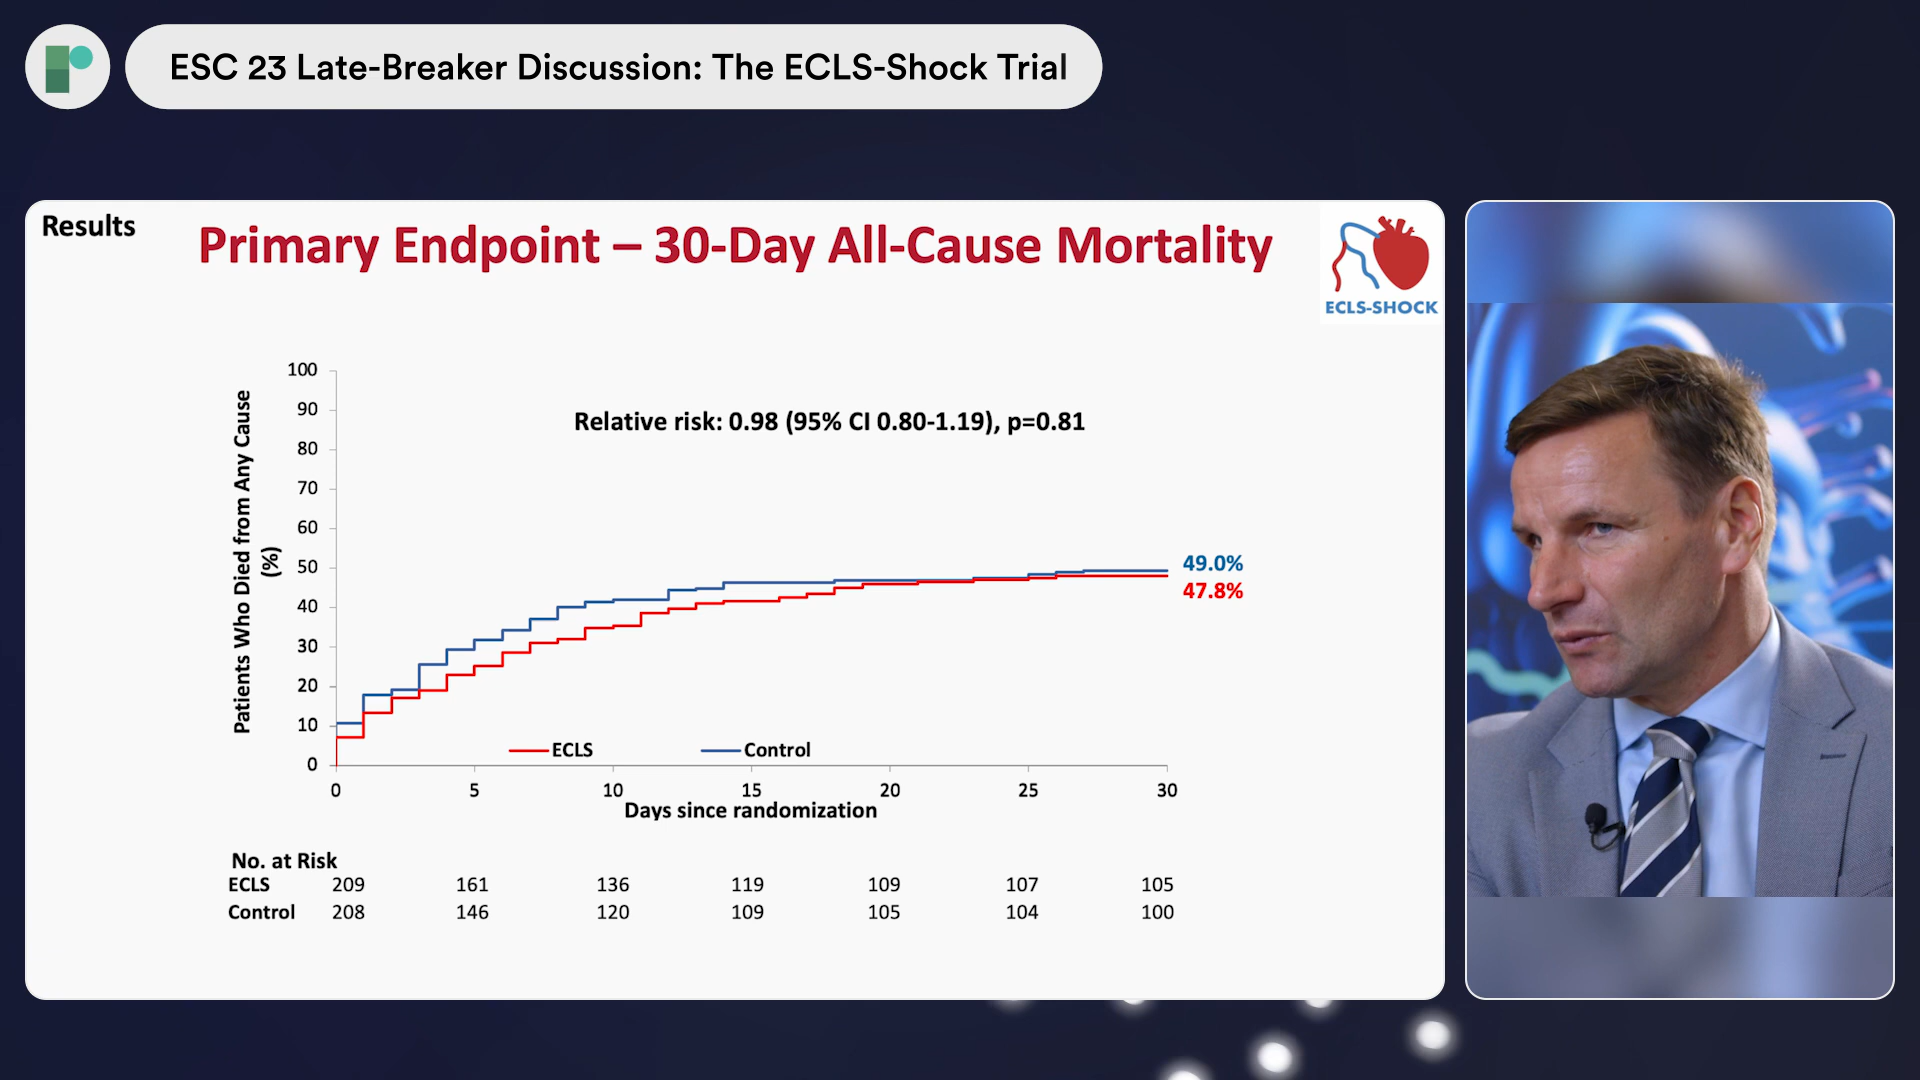 ESC 23 Late-Breaker Discussion: The ECLS-Shock Trial
Results
Primary Endpoint – 30-Day All-Cause Mortality
ECLS-SHOCK
Relative risk: 0.98 (95% CI 0.80-1.19), p=0.81
Patients Who Died from Any Cause
(%)
100
90
80
70
60
50
40
30
20
10
0
49.0%
47.8%
ECLS
Control
0 5 10 15 20 25 30
Days since randomization
No. at Risk
ECLS 209 161 136 119 109 107 105
Control 208 146 120 109 105 104 100